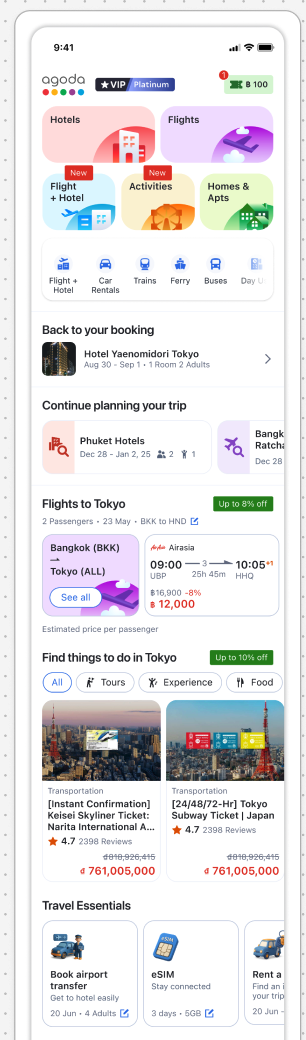 9:41
agoda
VIP Platinum
1
฿ 100
Hotels
Flights
New
New
Flight
+ Hotel
Activities
Homes &
Apts
Flight +
Hotel
Car
Rentals
Trains
Ferry
Buses
Day U
Back to your booking
Hotel Yaenomidori Tokyo
Aug 30 - Sep 1 • 1 Room 2 Adults
Continue planning your trip
Phuket Hotels
Dec 28 - Jan 2, 25 2 1
Bangk
Ratcha
Dec 28
Flights to Tokyo
Up to 8% off
2 Passengers • 23 May • BKK to HND
Bangkok (BKK)
→
Tokyo (ALL)
See all
AirAsia Airasia
09:00 3 10:05+1
UBP 25h 45m HHQ
฿16,900 -8%
฿ 12,000
Estimated price per passenger
Find things to do in Tokyo
Up to 10% off
All
Tours
Experience
Food
Transportation
[Instant Confirmation]
Keisei Skyliner Ticket:
Narita International A...
4.7 2398 Reviews
₫818,926,415
₫ 761,005,000
Transportation
[24/48/72-Hr] Tokyo
Subway Ticket | Japan
4.7 2398 Reviews
₫818,926,415
₫ 761,005,000
Travel Essentials
Book airport
transfer
Get to hotel easily
20 Jun • 4 Adults
eSIM
eSIM
Stay connected
3 days • 5GB
Rent a
Find an i
your trip
20 Jun -